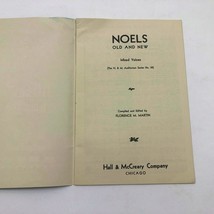 NOELS
OLD AND NEW
Mixed Voices
Compiled and Edited by
FLORENCE M. MARTIN
Hall & McCreary Company
CHICAGO